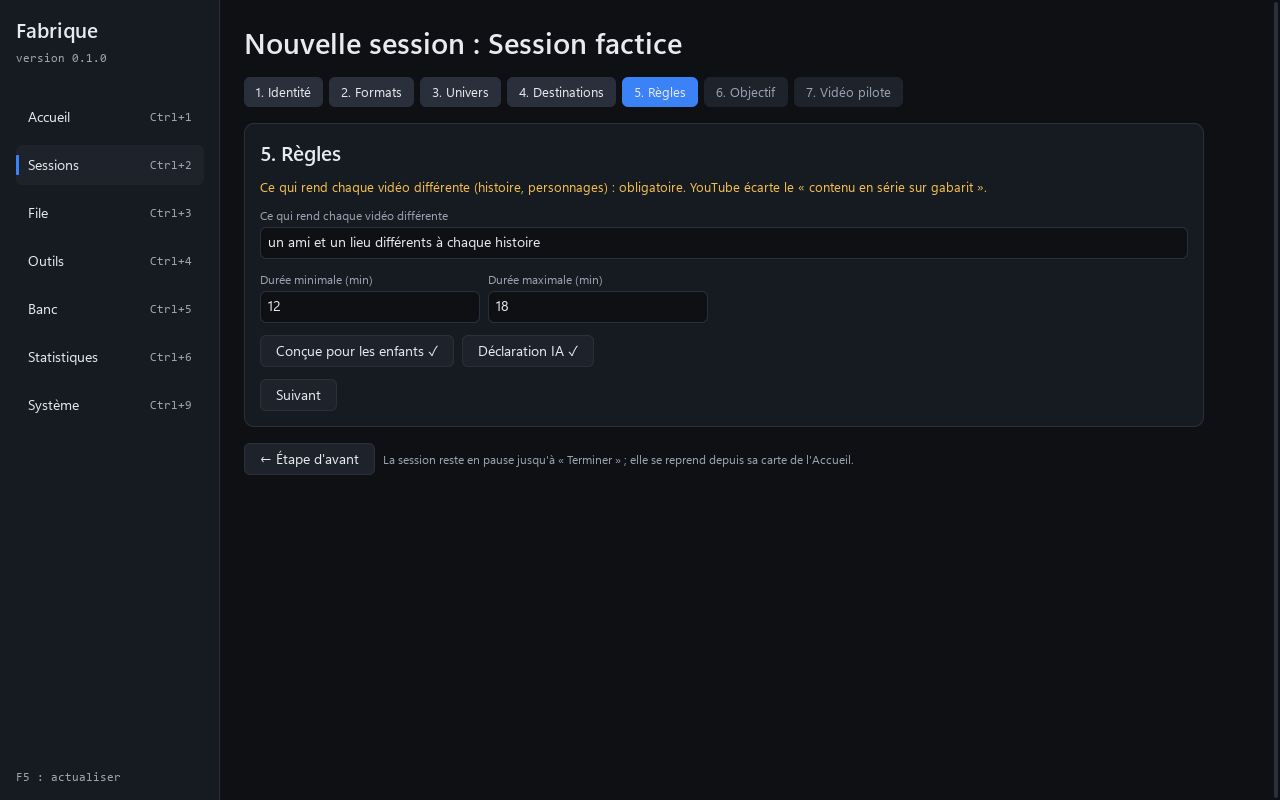 Fabrique
version 0.1.0
Accueil Ctrl+1
Sessions Ctrl+2
File Ctrl+3
Outils Ctrl+4
Banc Ctrl+5
Statistiques Ctrl+6
Système Ctrl+9
F5 : actualiser
Nouvelle session : Session factice
1. Identité 2. Formats 3. Univers 4. Destinations 5. Règles 6. Objectif 7. Vidéo pilote
5. Règles
Ce qui rend chaque vidéo différente (histoire, personnages) : obligatoire. YouTube écarte le « contenu en série sur gabarit ».
Ce qui rend chaque vidéo différente
un ami et un lieu différents à chaque histoire
Durée minimale (min) Durée maximale (min)
12 18
Conçue pour les enfants ✓ Déclaration IA ✓
Suivant
← Étape d'avant La session reste en pause jusqu'à « Terminer » ; elle se reprend depuis sa carte de l'Accueil.